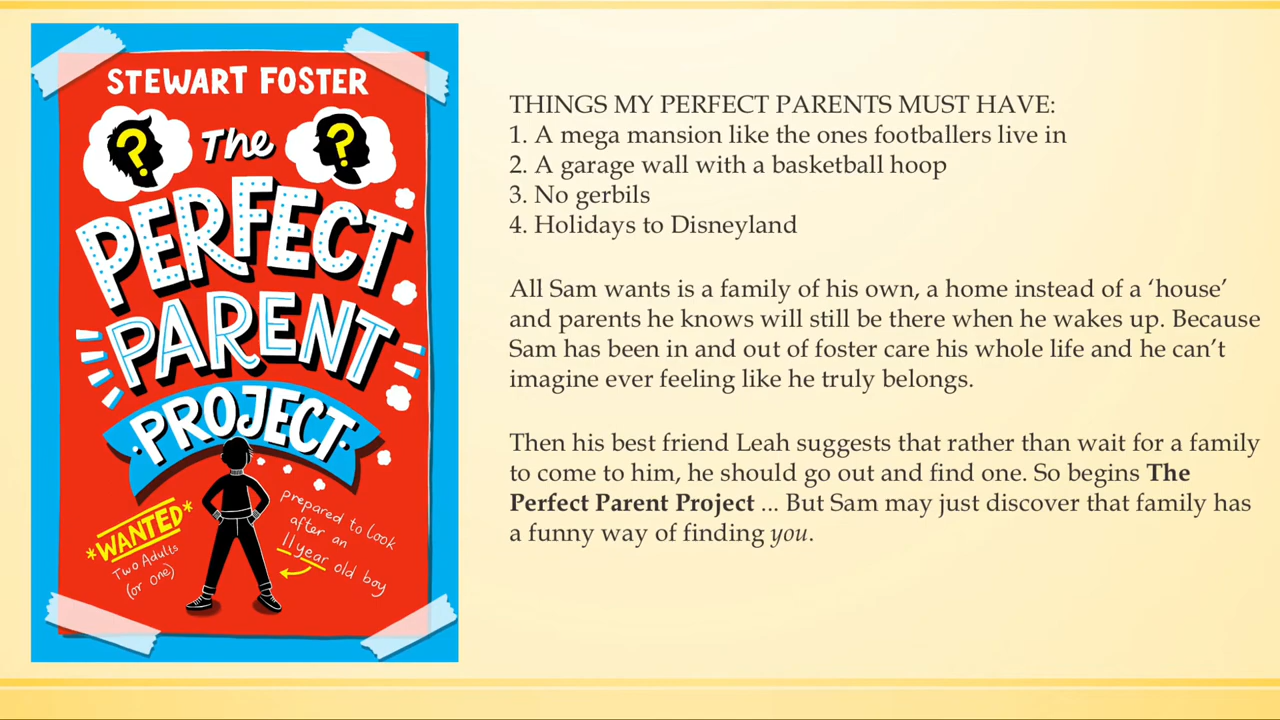 STEWART FOSTER
The
PERFECT
PARENT
PROJECT
*WANTED*
Two Adults
(or One)
prepared to look
after an
11 year old boy
THINGS MY PERFECT PARENTS MUST HAVE:
1. A mega mansion like the ones footballers live in
2. A garage wall with a basketball hoop
3. No gerbils
4. Holidays to Disneyland
All Sam wants is a family of his own, a home instead of a ‘house’
and parents he knows will still be there when he wakes up. Because
Sam has been in and out of foster care his whole life and he can’t
imagine ever feeling like he truly belongs.
Then his best friend Leah suggests that rather than wait for a family
to come to him, he should go out and find one. So begins The
Perfect Parent Project ... But Sam may just discover that family has
a funny way of finding you.